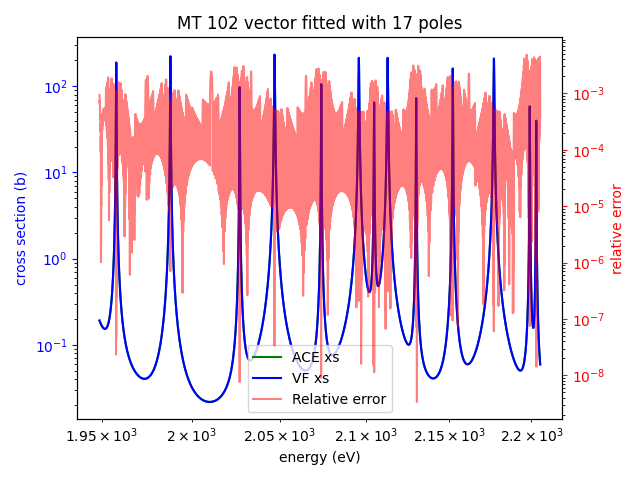 MT 102 vector fitted with 17 poles
cross section (b)
10²
10¹
10⁰
10⁻¹
10⁻³
10⁻⁴
10⁻⁵
10⁻⁶
10⁻⁷
10⁻⁸
relative error
ACE xs
VF xs
Relative error
1.95 × 10³ 2 × 10³ 2.05 × 10³ 2.1 × 10³ 2.15 × 10³ 2.2 × 10³
energy (eV)